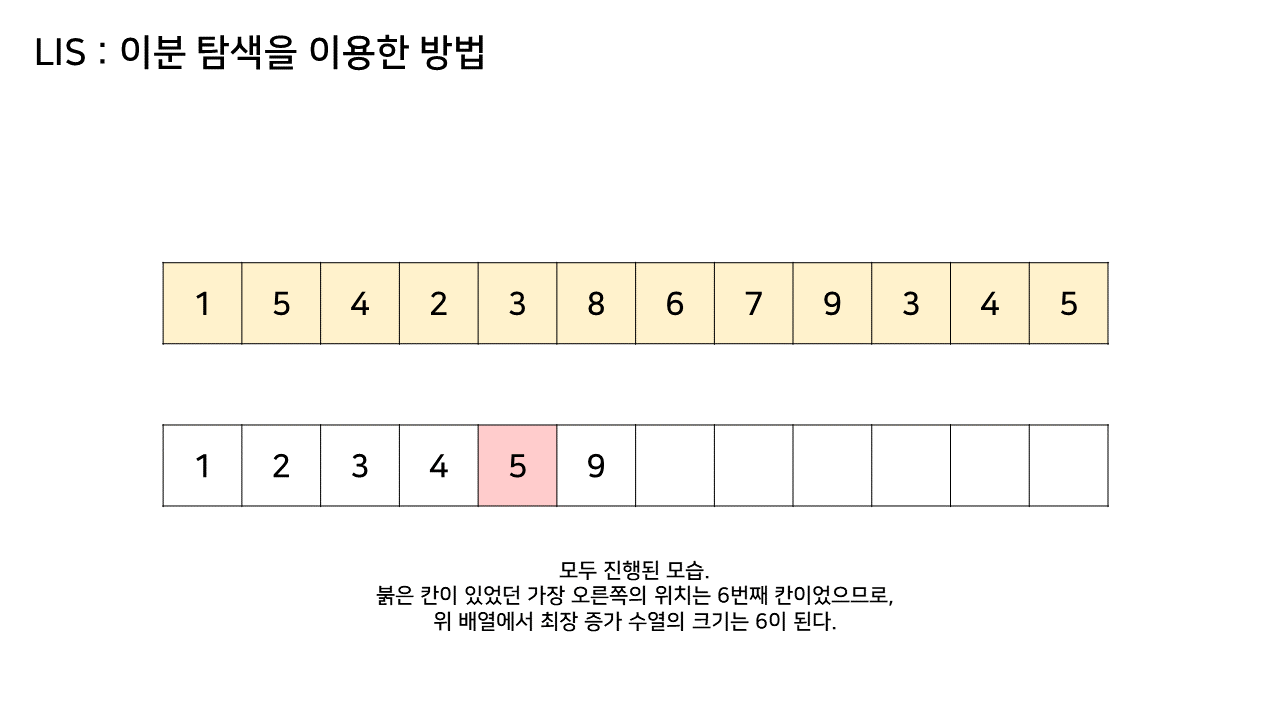 LIS : 이분 탐색을 이용한 방법
1 5 4 2 3 8 6 7 9 3 4 5
1 2 3 4 5 9
모두 진행된 모습.
붉은 칸이 있었던 가장 오른쪽의 위치는 6번째 칸이었으므로,
위 배열에서 최장 증가 수열의 크기는 6이 된다.